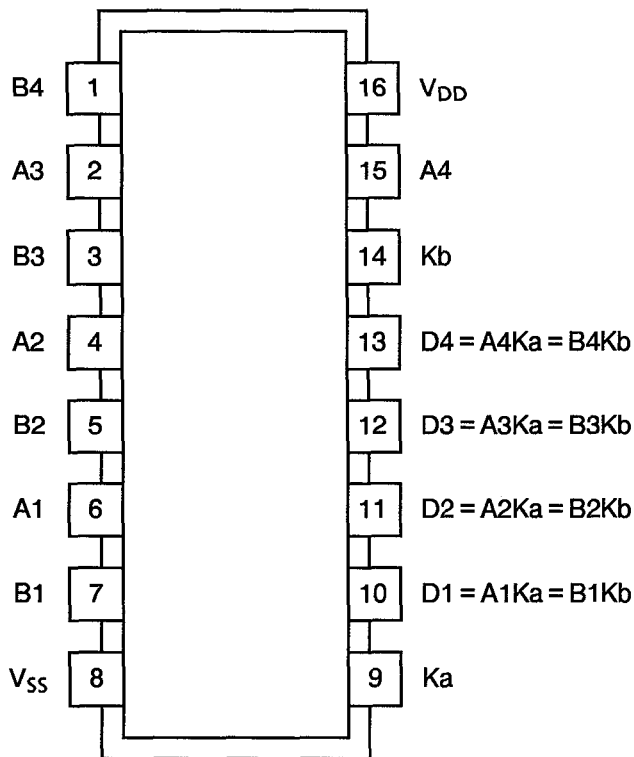 B4 1 16 VDD
A3 2 15 A4
B3 3 14 Kb
A2 4 13 D4 = A4Ka = B4Kb
B2 5 12 D3 = A3Ka = B3Kb
A1 6 11 D2 = A2Ka = B2Kb
B1 7 10 D1 = A1Ka = B1Kb
VSS 8 9 Ka